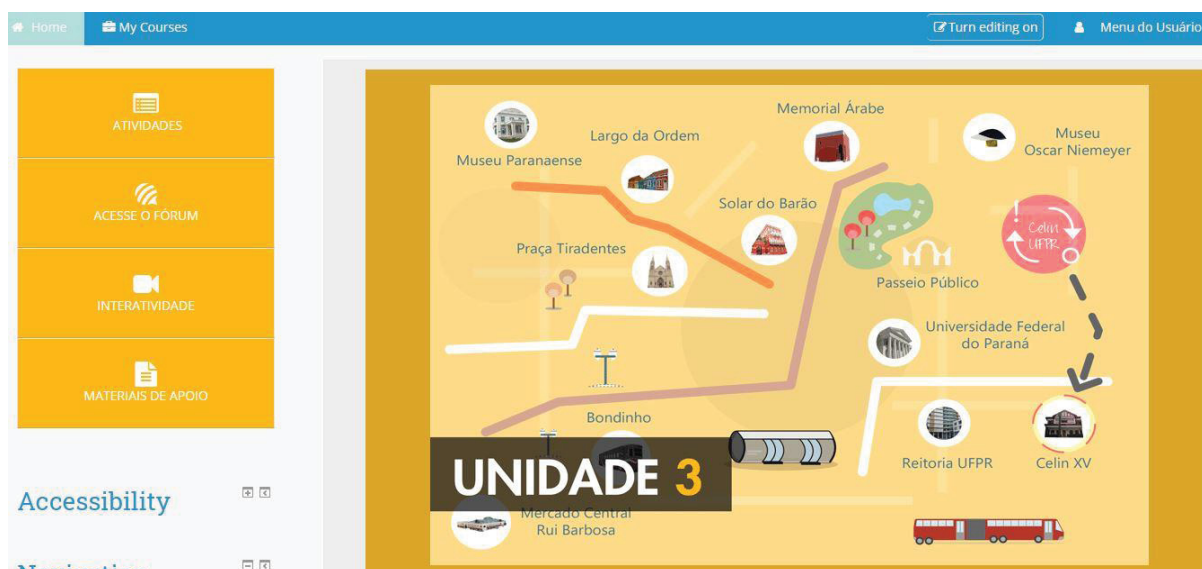 Home
My Courses
Turn editing on
Menu do Usuário
ATIVIDADES
ACESSE O FÓRUM
INTERATIVIDADE
MATERIAIS DE APOIO
Accessibility
Museu Paranaense
Largo da Ordem
Memorial Árabe
Museu
Oscar Niemeyer
Solar do Barão
Celin
UFPR
Praça Tiradentes
Passeio Público
Universidade Federal
do Paraná
Bondinho
Reitoria UFPR
Celin XV
UNIDADE 3
Mercado Central
Rui Barbosa